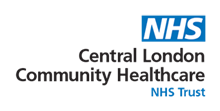 NHS
Central London
Community Healthcare
NHS Trust